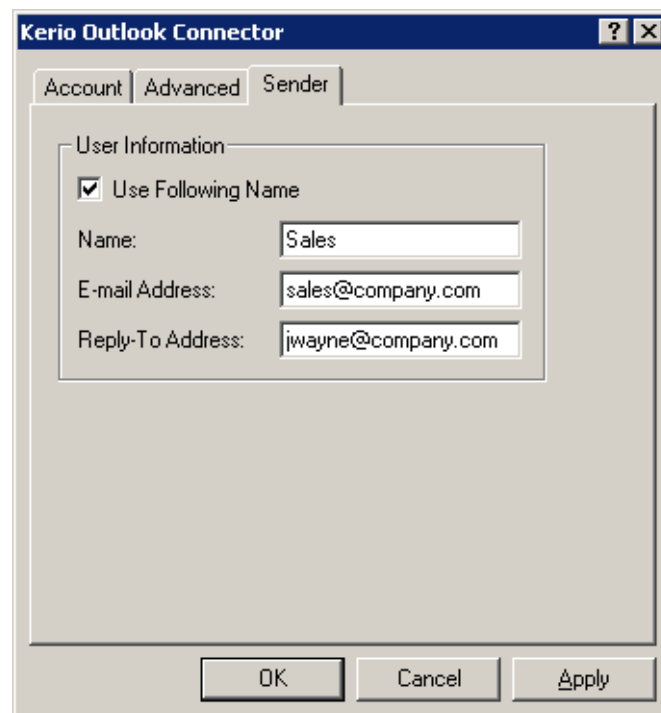 Kerio Outlook Connector
Account Advanced Sender
User Information
Use Following Name
Name: Sales
E-mail Address: sales@company.com
Reply-To Address: jwayne@company.com
OK Cancel Apply